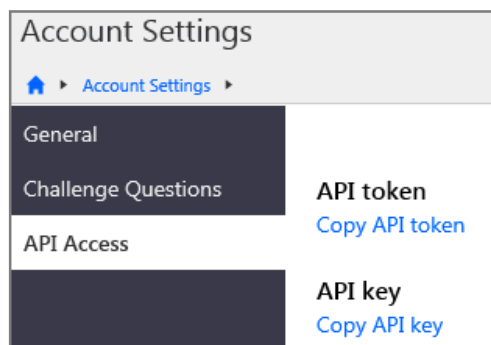 Account Settings
Account Settings
General
Challenge Questions
API Access
API token
Copy API token
API key
Copy API key